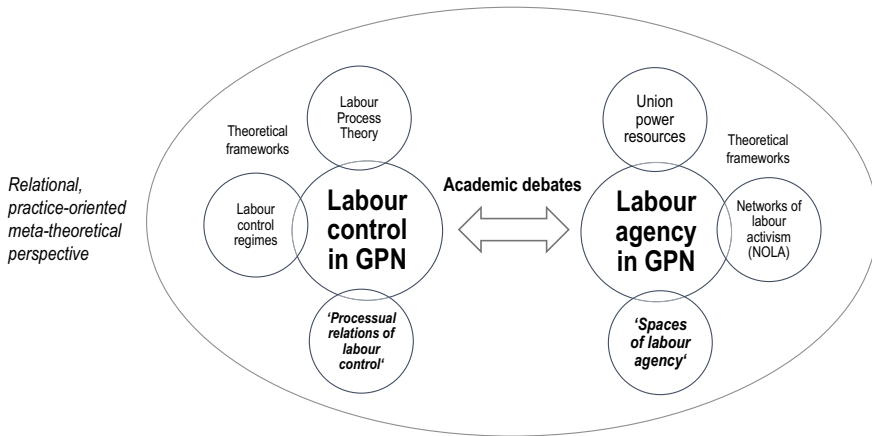 Relational,
practice-oriented
meta-theoretical
perspective
Theoretical
frameworks
Labour
Process
Theory
Labour
control
regimes
Labour
control
in GPN
‘Processual
relations of
labour
control‘
Academic debates
Union
power
resources
Theoretical
frameworks
Labour
agency
in GPN
Networks of
labour
activism
(NOLA)
‘Spaces
of labour
agency‘